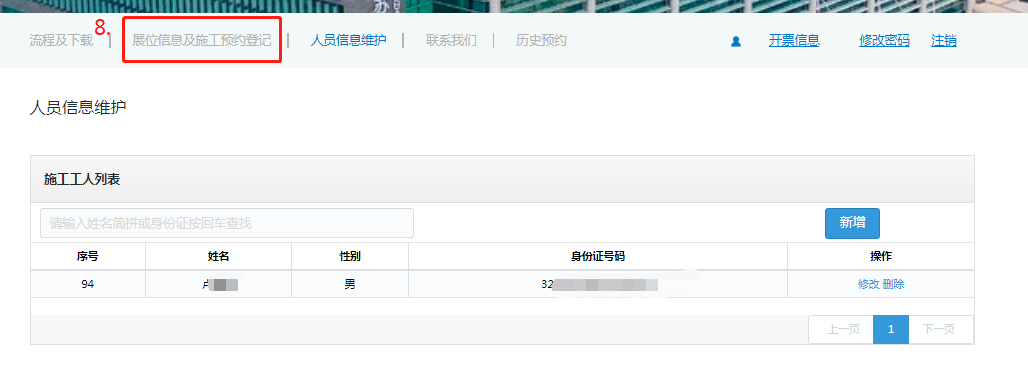 8.
流程及下载 展位信息及施工预约登记 人员信息维护 联系我们 历史预约 开票信息 修改密码 注销
人员信息维护
施工工人列表
请输入姓名简拼或身份证按回车查找 新增
序号 姓名 性别 身份证号码 操作
94 男 32 修改 删除
上一页 1 下一页